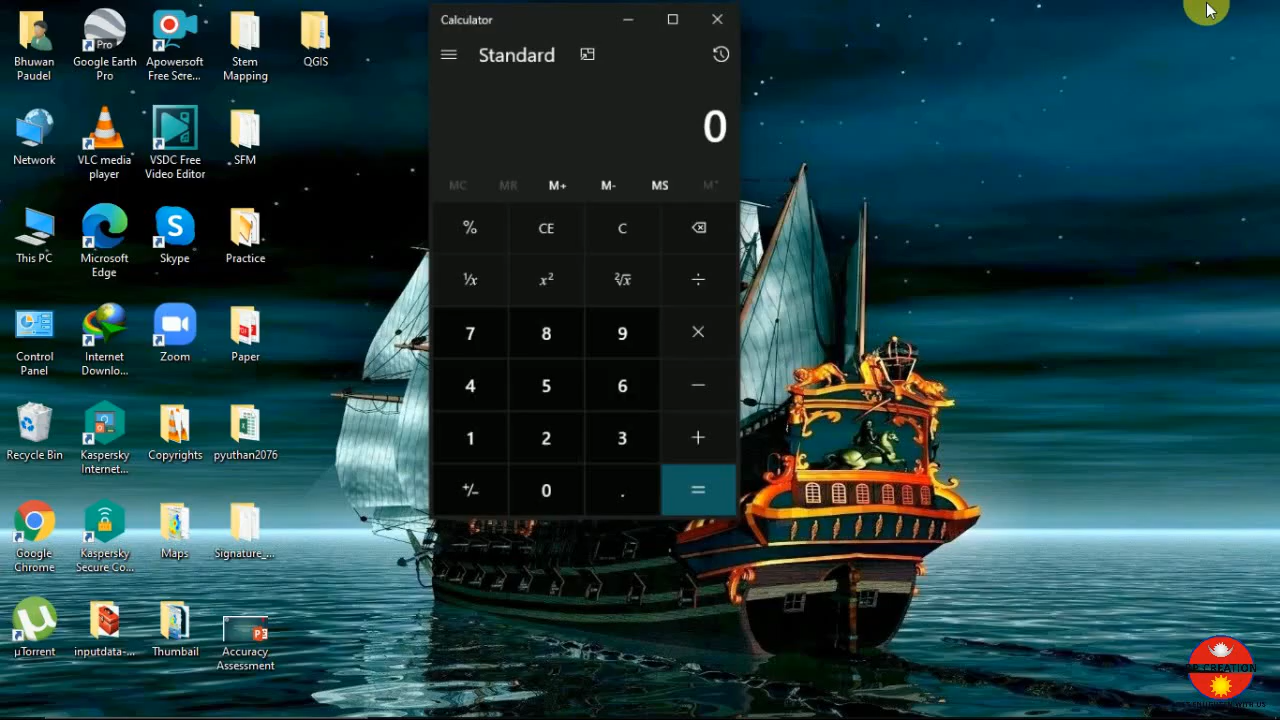 Calculator
Standard
0
MC MR M+ M- MS M˅
% CE C
⅟x x² ²√x ÷
7 8 9 ×
4 5 6 −
1 2 3 +
+/− 0 . =
Bhuwan
Paudel
Google Earth
Pro
Apowersoft
Free Scre...
Stem
Mapping
QGIS
Network
VLC media
player
VSDC Free
Video Editor
SFM
This PC
Microsoft
Edge
Skype
Practice
Control
Panel
Internet
Downlo...
Zoom
Paper
Recycle Bin
Kaspersky
Internet...
Copyrights
pyuthan2076
Google
Chrome
Kaspersky
Secure Co...
Maps
Signature_...
µTorrent
inputdata-...
Thumbail
Accuracy
Assessment
CREATION